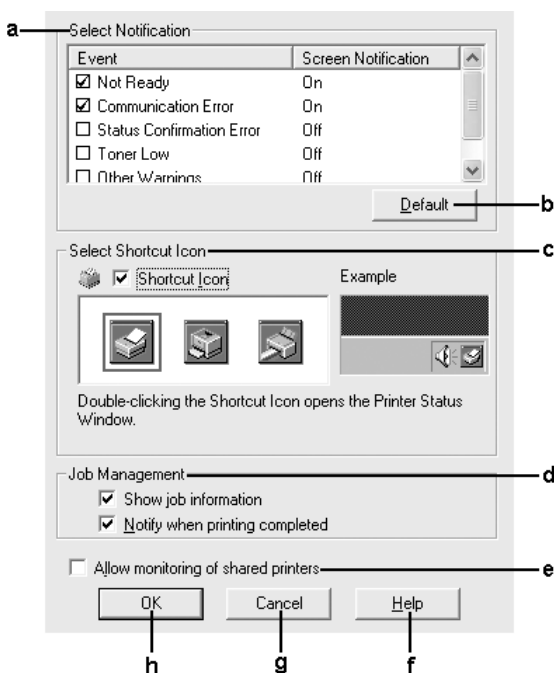 a
Select Notification
Event Screen Notification
Not Ready On
Communication Error On
Status Confirmation Error Off
Toner Low Off
Other Warnings Off
Default b
Select Shortcut Icon c
Shortcut Icon Example
Double-clicking the Shortcut Icon opens the Printer Status
Window.
Job Management d
Show job information
Notify when printing completed
Allow monitoring of shared printers e
OK Cancel Help
h g f